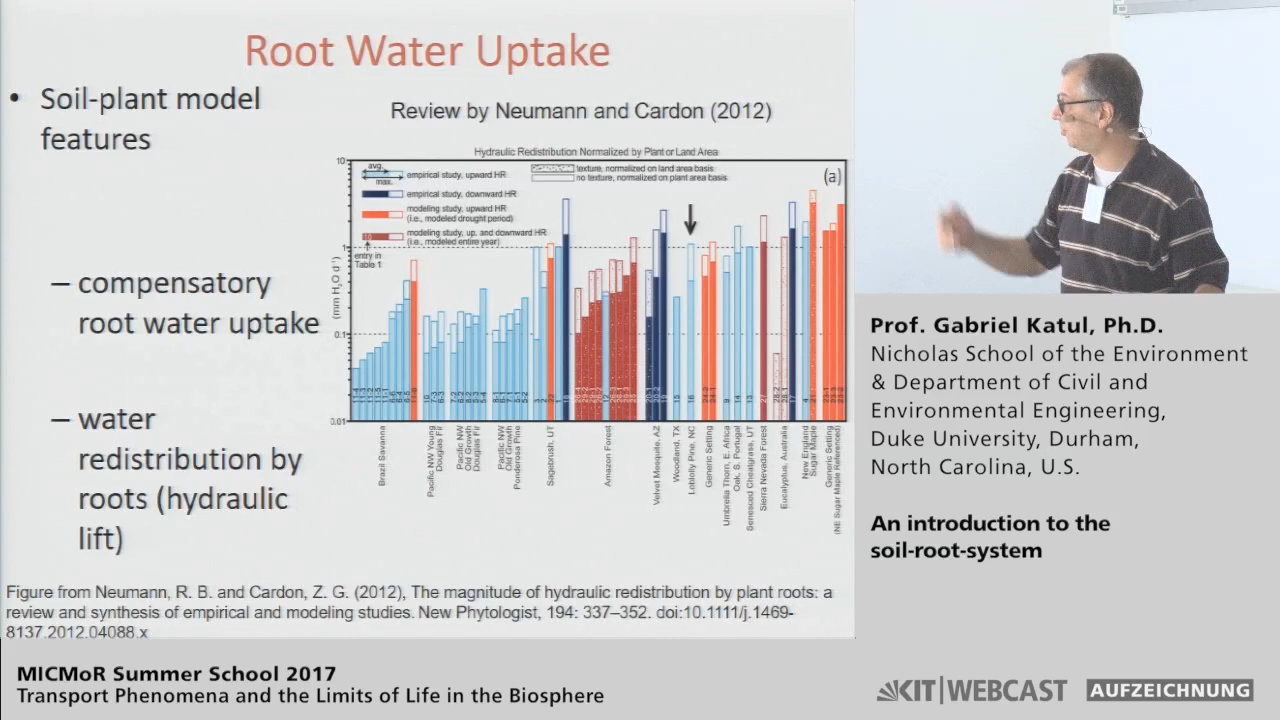 Root Water Uptake
• Soil-plant model
features
– compensatory
root water uptake
– water
redistribution by
roots (hydraulic
lift)
Review by Neumann and Cardon (2012)
Hydraulic Redistribution Normalized by Plant or Land Area
(a)
avg.
max.
empirical study, upward HR
empirical study, downward HR
modeling study, upward HR
(i.e., modeled drought period)
modeling study, up. and downward HR
(i.e., modeled entire year)
entry in
Table 1
texture, normalized on land area basis
no texture, normalized on plant area basis
10
1
0.1
0.01
(mm H₂O d⁻¹)
Brazil Savanna
Pacific NW Young
Douglas Fir
Pacific NW
Old Growth
Douglas Fir
Pacific NW
Old Growth
Ponderosa Pine
Sagebrush, UT
Amazon Forest
Velvet Mesquite, AZ
Woodland, TX
Loblolly Pine, NC
Generic Setting
Umbrella Thorn, E. Africa
Oak, S. Portugal
Senesced Cheatgrass, UT
Sierra Nevada Forest
Eucalyptus, Australia
New England
Sugar Maple
Generic Setting
(NE Sugar Maple Referenced)
Figure from Neumann, R. B. and Cardon, Z. G. (2012), The magnitude of hydraulic redistribution by plant roots: a
review and synthesis of empirical and modeling studies. New Phytologist, 194: 337–352. doi:10.1111/j.1469-
8137.2012.04088.x
Prof. Gabriel Katul, Ph.D.
Nicholas School of the Environment
& Department of Civil and
Environmental Engineering,
Duke University, Durham,
North Carolina, U.S.
An introduction to the
soil-root-system
MICMoR Summer School 2017
Transport Phenomena and the Limits of Life in the Biosphere
KIT | WEBCAST
AUFZEICHNUNG